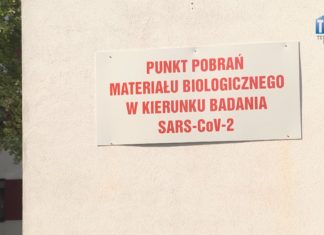 PUNKT POBRAŃ
MATERIAŁU BIOLOGICZNEGO
W KIERUNKU BADANIA
SARS-CoV-2